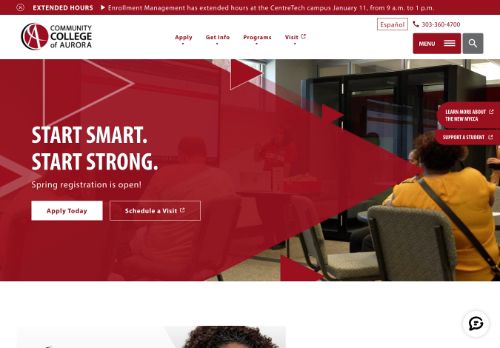 EXTENDED HOURS ▶ Enrollment Management has extended hours at the CentreTech campus January 11, from 9 a.m. to 1 p.m.
Español 303-360-4700
COMMUNITY
COLLEGE
of AURORA
Apply Get Info Programs Visit
MENU
LEARN MORE ABOUT
THE NEW MYCCA
SUPPORT A STUDENT
START SMART.
START STRONG.
Spring registration is open!
Apply Today Schedule a Visit